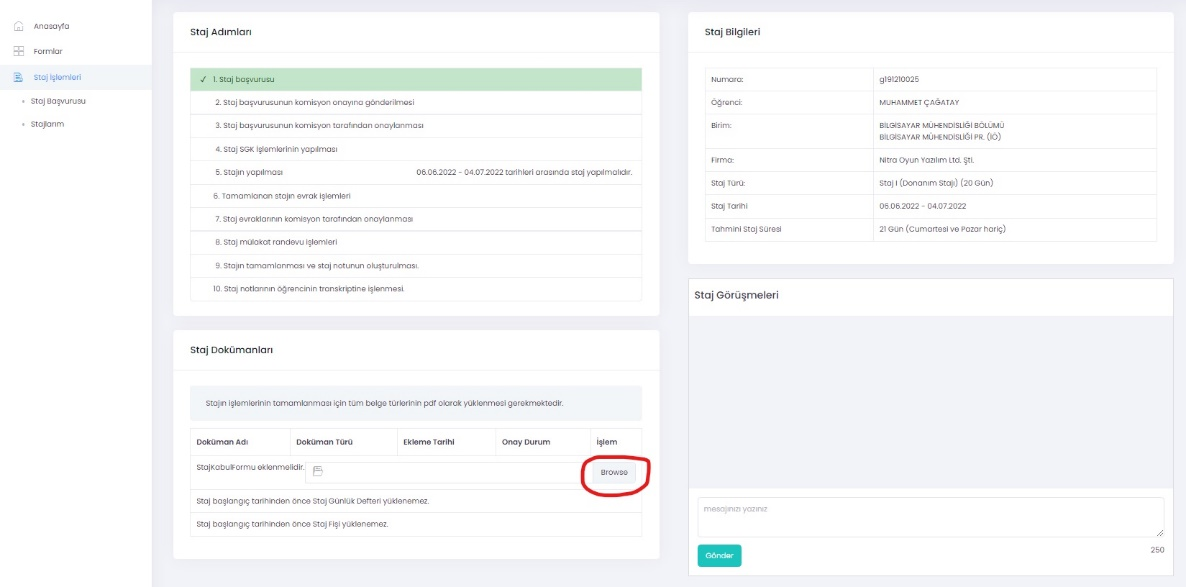 Anasayfa
Formlar
Staj İşlemleri
Staj Başvurusu
Stajlarım
Staj Adımları
✓ 1. Staj başvurusu
2. Staj başvurusunun komisyon onayına gönderilmesi
3. Staj başvurusunun komisyon tarafından onaylanması
4. Staj SGK işlemlerinin yapılması
5. Stajın yapılması 06.06.2022 - 04.07.2022 tarihleri arasında staj yapılmalıdır.
6. Tamamlanan stajın evrak işlemleri
7. Staj evraklarının komisyon tarafından onaylanması
8. Staj mülakat randevu işlemleri
9. Stajın tamamlanması ve staj notunun oluşturulması.
10. Staj notlarının öğrencinin transkriptine işlenmesi.
Staj Dokümanları
Stajın işlemlerinin tamamlanması için tüm belge türlerinin pdf olarak yüklenmesi gerekmektedir.
Doküman Adı Doküman Türü Ekleme Tarihi Onay Durum İşlem
StajKabulFormu eklenmelidir. Browse
Staj başlangıç tarihinden önce Staj Günlük Defteri yüklenemez.
Staj başlangıç tarihinden önce Staj Fişi yüklenemez.
Staj Bilgileri
Numara: g191210025
Öğrenci: MUHAMMET ÇAĞATAY
Birim: BİLGİSAYAR MÜHENDİSLİĞİ BÖLÜMÜ
BİLGİSAYAR MÜHENDİSLİĞİ PR. (İÖ)
Firma: Nitra Oyun Yazılım Ltd. Şti.
Staj Türü: Staj I (Donanım Stajı) (20 Gün)
Staj Tarihi 06.06.2022 - 04.07.2022
Tahmini Staj Süresi 21 Gün (Cumartesi ve Pazar hariç)
Staj Görüşmeleri
mesajınızı yazınız
250
Gönder